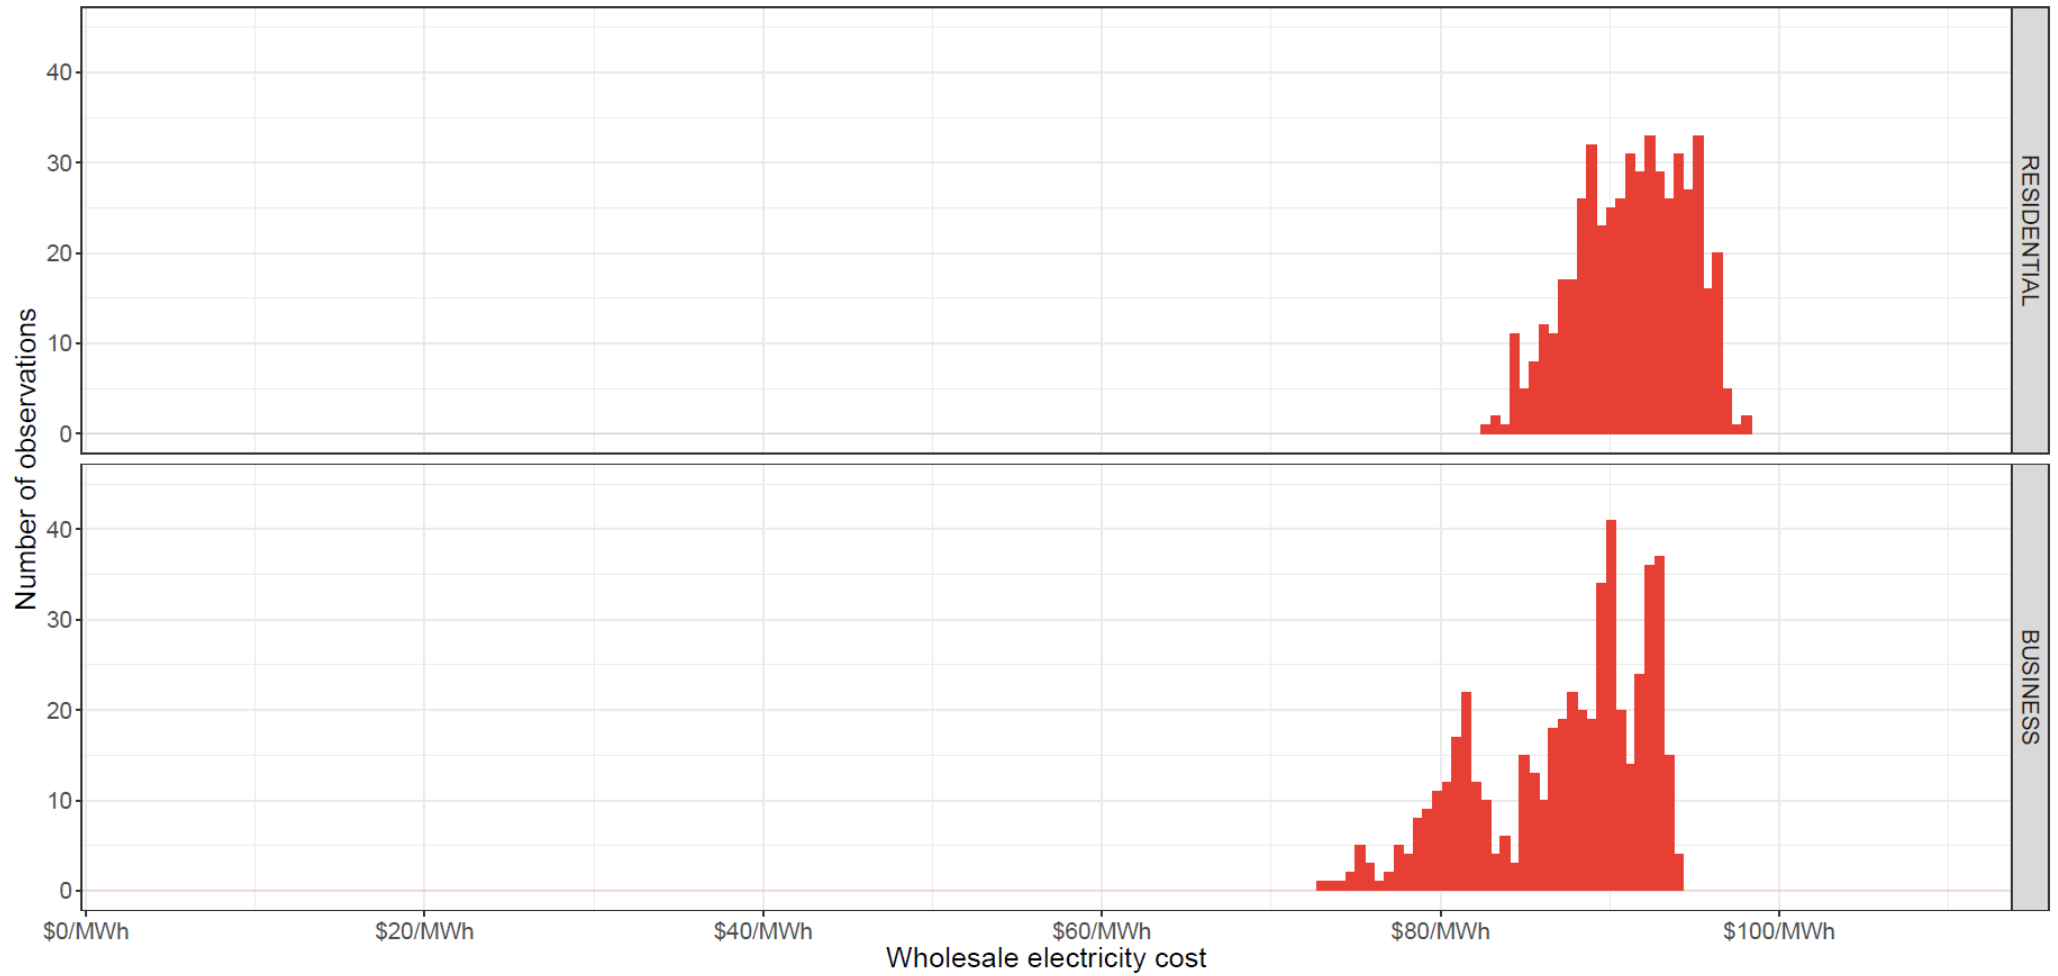 40
30
20
10
0
RESIDENTIAL
Number of observations
40
30
20
10
0
BUSINESS
$0/MWh $20/MWh $40/MWh $60/MWh $80/MWh $100/MWh
Wholesale electricity cost